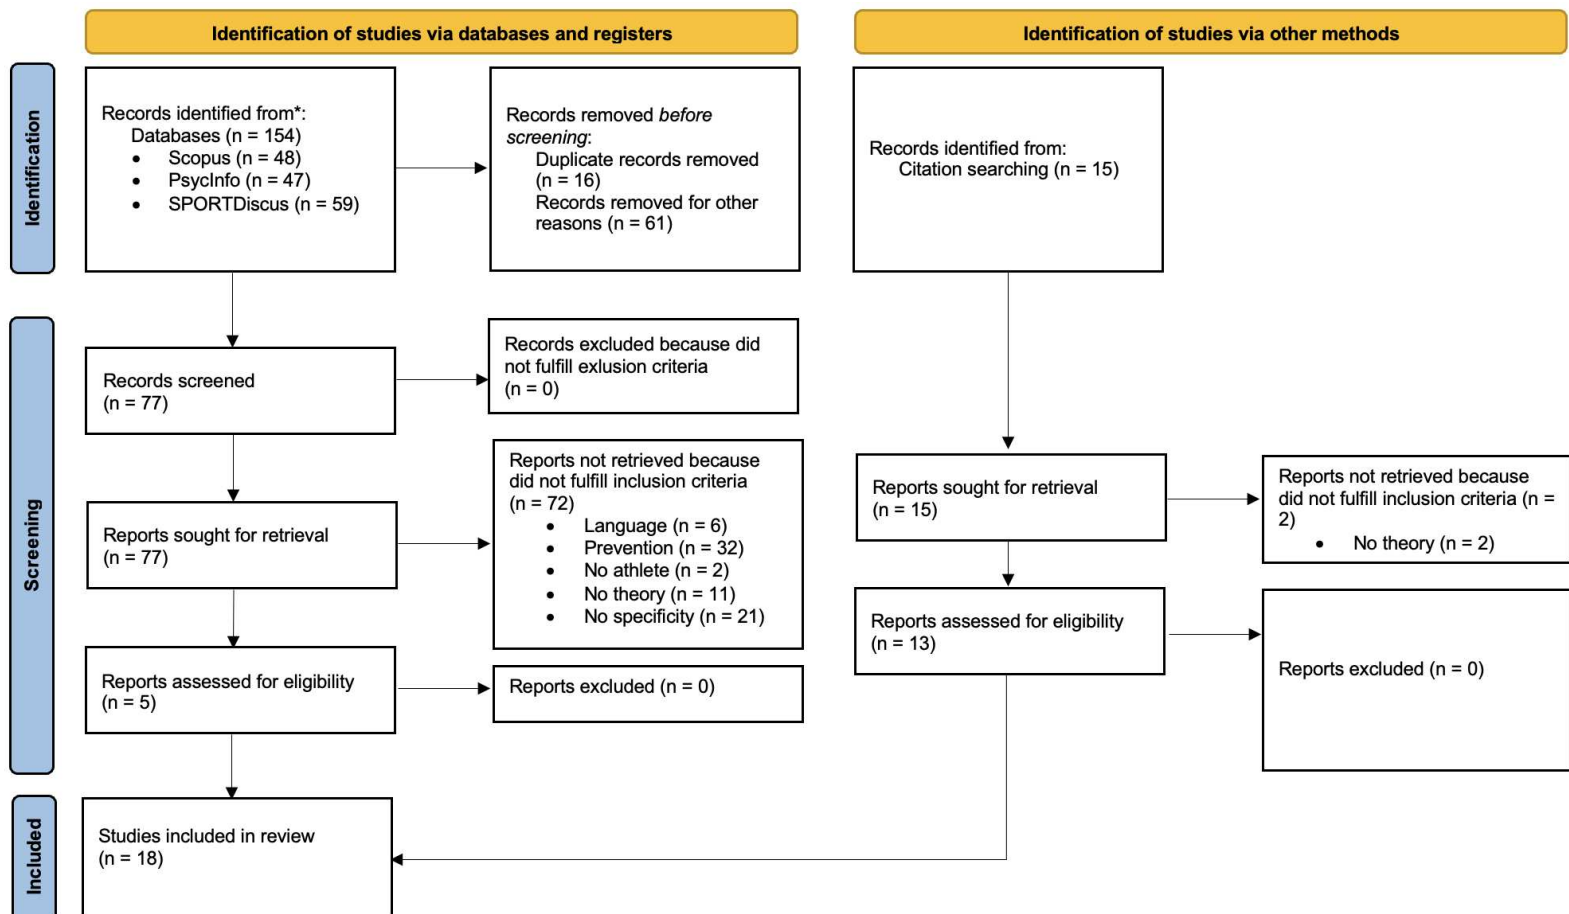 Identification of studies via databases and registers
Identification of studies via other methods
Identification
Records identified from*:
Databases (n = 154)
• Scopus (n = 48)
• PsycInfo (n = 47)
• SPORTDiscus (n = 59)
Records removed before
screening:
Duplicate records removed
(n = 16)
Records removed for other
reasons (n = 61)
Records identified from:
Citation searching (n = 15)
Screening
Records screened
(n = 77)
Records excluded because did
not fulfill exlusion criteria
(n = 0)
Reports sought for retrieval
(n = 77)
Reports not retrieved because
did not fulfill inclusion criteria
(n = 72)
• Language (n = 6)
• Prevention (n = 32)
• No athlete (n = 2)
• No theory (n = 11)
• No specificity (n = 21)
Reports sought for retrieval
(n = 15)
Reports not retrieved because
did not fulfill inclusion criteria (n =
2)
• No theory (n = 2)
Reports assessed for eligibility
(n = 5)
Reports excluded (n = 0)
Reports assessed for eligibility
(n = 13)
Reports excluded (n = 0)
Included
Studies included in review
(n = 18)